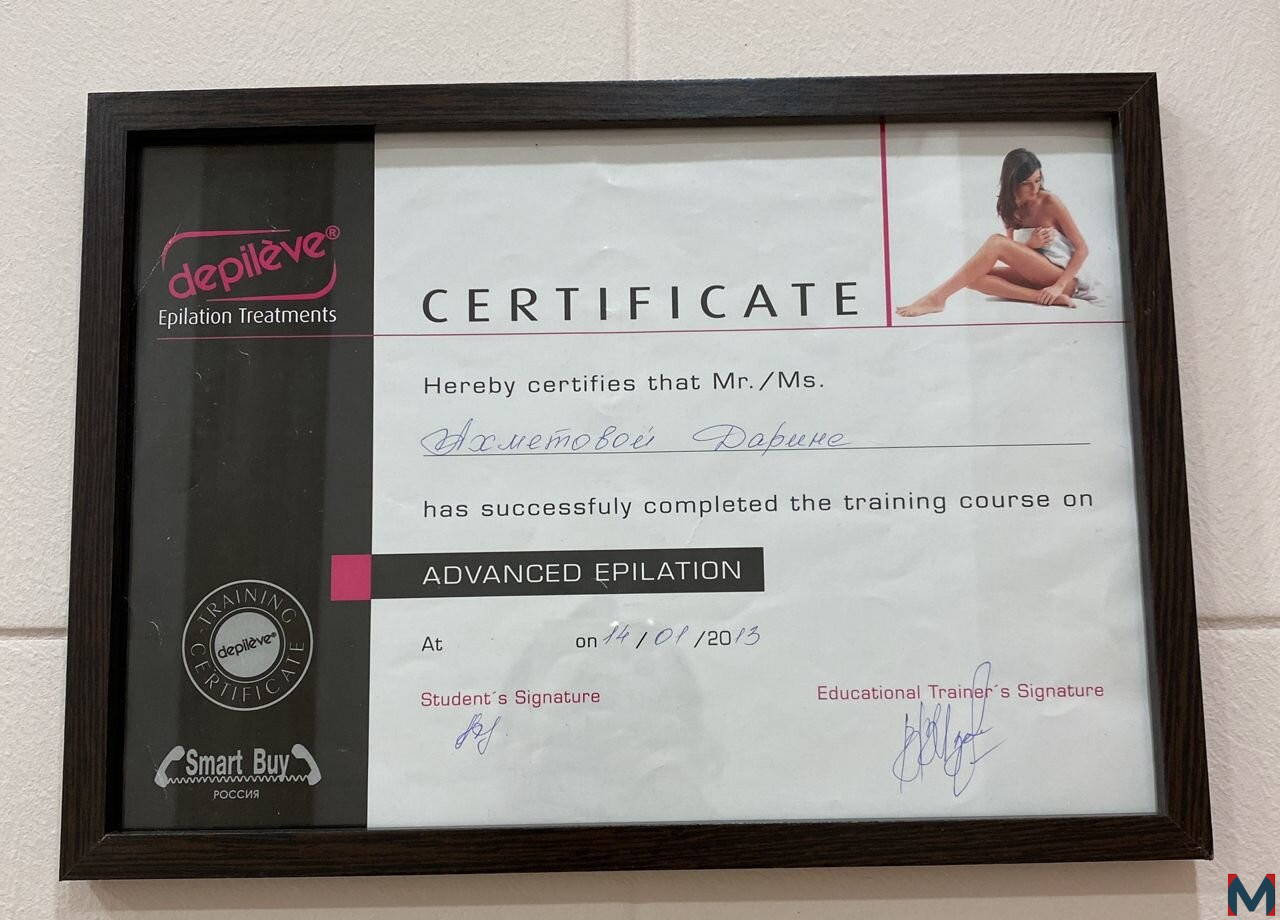 depilève®
Epilation Treatments
CERTIFICATE
Hereby certifies that Mr./Ms.
Ахметовой Дарине
has successfuly completed the training course on
ADVANCED EPILATION
At on 14/01/2013
Student´s Signature
Educational Trainer´s Signature
TRAINING
depilève®
CERTIFICATE
Smart Buy
РОССИЯ
M